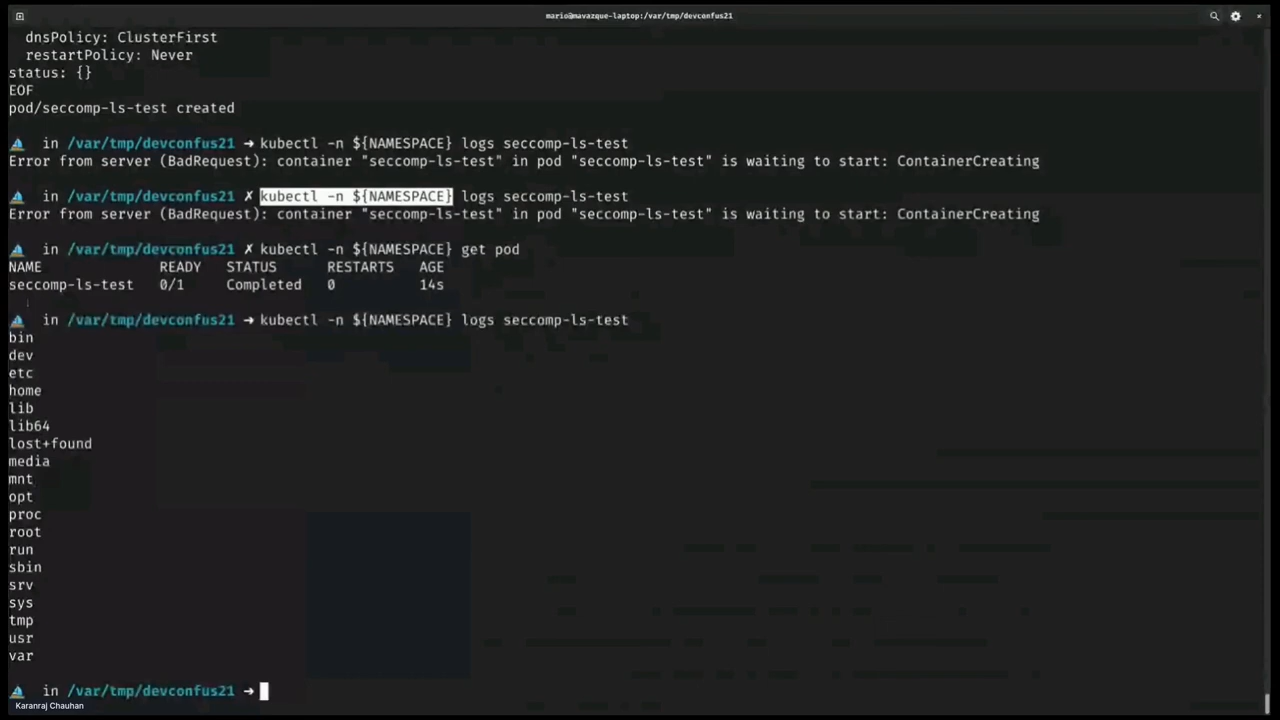 mario@mavazque-laptop:/var/tmp/devconfus21
dnsPolicy: ClusterFirst
restartPolicy: Never
status: {}
EOF
pod/seccomp-ls-test created
in /var/tmp/devconfus21 ➜ kubectl -n ${NAMESPACE} logs seccomp-ls-test
Error from server (BadRequest): container "seccomp-ls-test" in pod "seccomp-ls-test" is waiting to start: ContainerCreating
in /var/tmp/devconfus21 ✗ kubectl -n ${NAMESPACE} logs seccomp-ls-test
Error from server (BadRequest): container "seccomp-ls-test" in pod "seccomp-ls-test" is waiting to start: ContainerCreating
in /var/tmp/devconfus21 ✗ kubectl -n ${NAMESPACE} get pod
NAME READY STATUS RESTARTS AGE
seccomp-ls-test 0/1 Completed 0 14s
in /var/tmp/devconfus21 ➜ kubectl -n ${NAMESPACE} logs seccomp-ls-test
bin
dev
etc
home
lib
lib64
lost+found
media
mnt
opt
proc
root
run
sbin
srv
sys
tmp
usr
var
in /var/tmp/devconfus21 ➜
Karanraj Chauhan